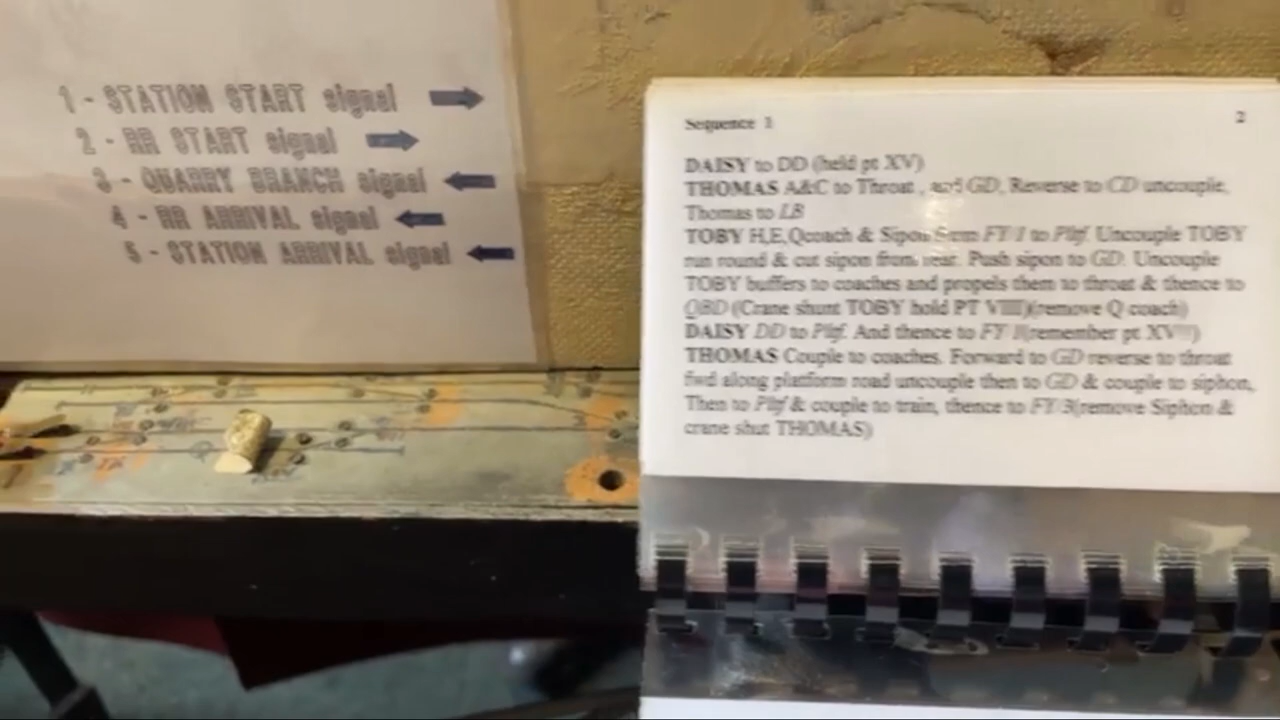 1 - STATION START signal
2 - RR START signal
3 - QUARRY BRANCH signal
4 - RR ARRIVAL signal
5 - STATION ARRIVAL signal
Sequence 1 2
DAISY to DD (held pt XV)
THOMAS A&C to Throat , and GD, Reverse to CD uncouple,
Thomas to LB
TOBY H,E,Qcoach & Sipon from FY/1 to Pltf. Uncouple TOBY
run round & cut sipon from rear. Push sipon to GD. Uncouple
TOBY buffers to coaches and propels them to throat & thence to
QBD (Crane shunt TOBY hold PT VIII)(remove Q coach)
DAISY DD to Pltf. And thence to FY (remember pt
THOMAS Couple to coaches. Forward to GD reverse to throat
fwd along platform road uncouple then to GD & couple to siphon,
Then to Pltf & couple to train, thence to FY/3(remove Siphon &
crane shut THOMAS)